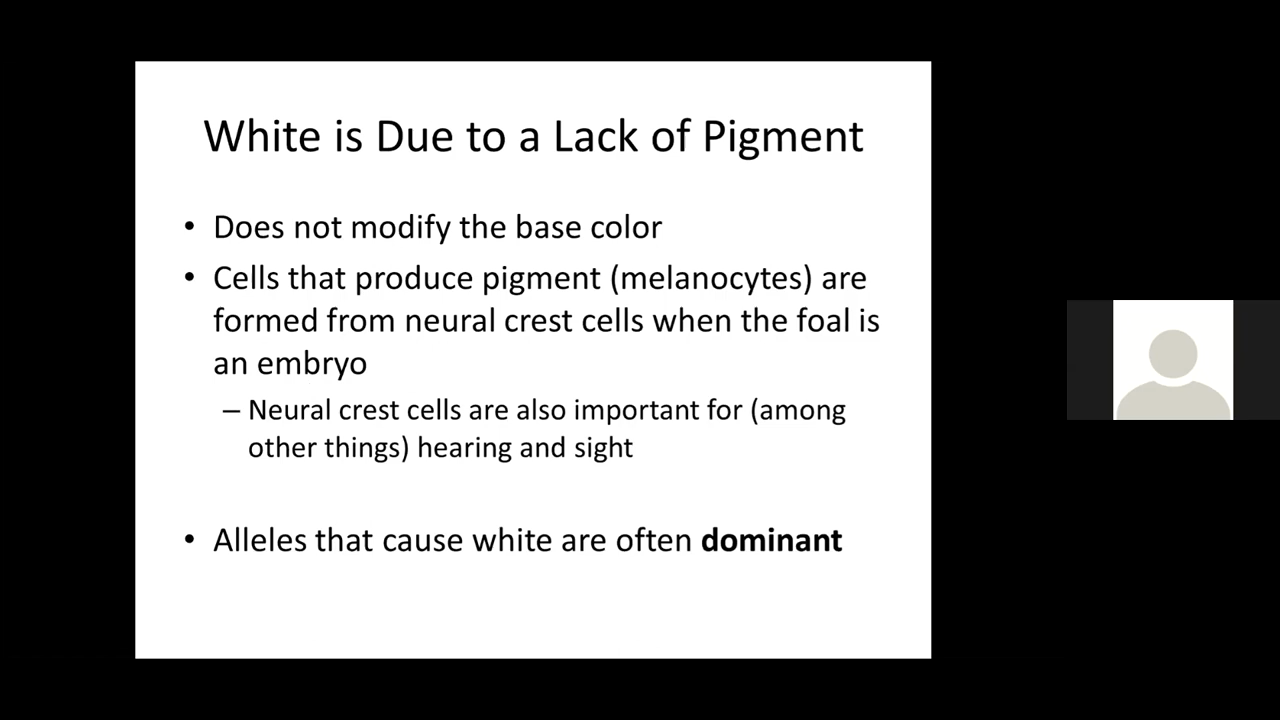 White is Due to a Lack of Pigment
• Does not modify the base color
• Cells that produce pigment (melanocytes) are
formed from neural crest cells when the foal is
an embryo
– Neural crest cells are also important for (among
other things) hearing and sight
• Alleles that cause white are often dominant